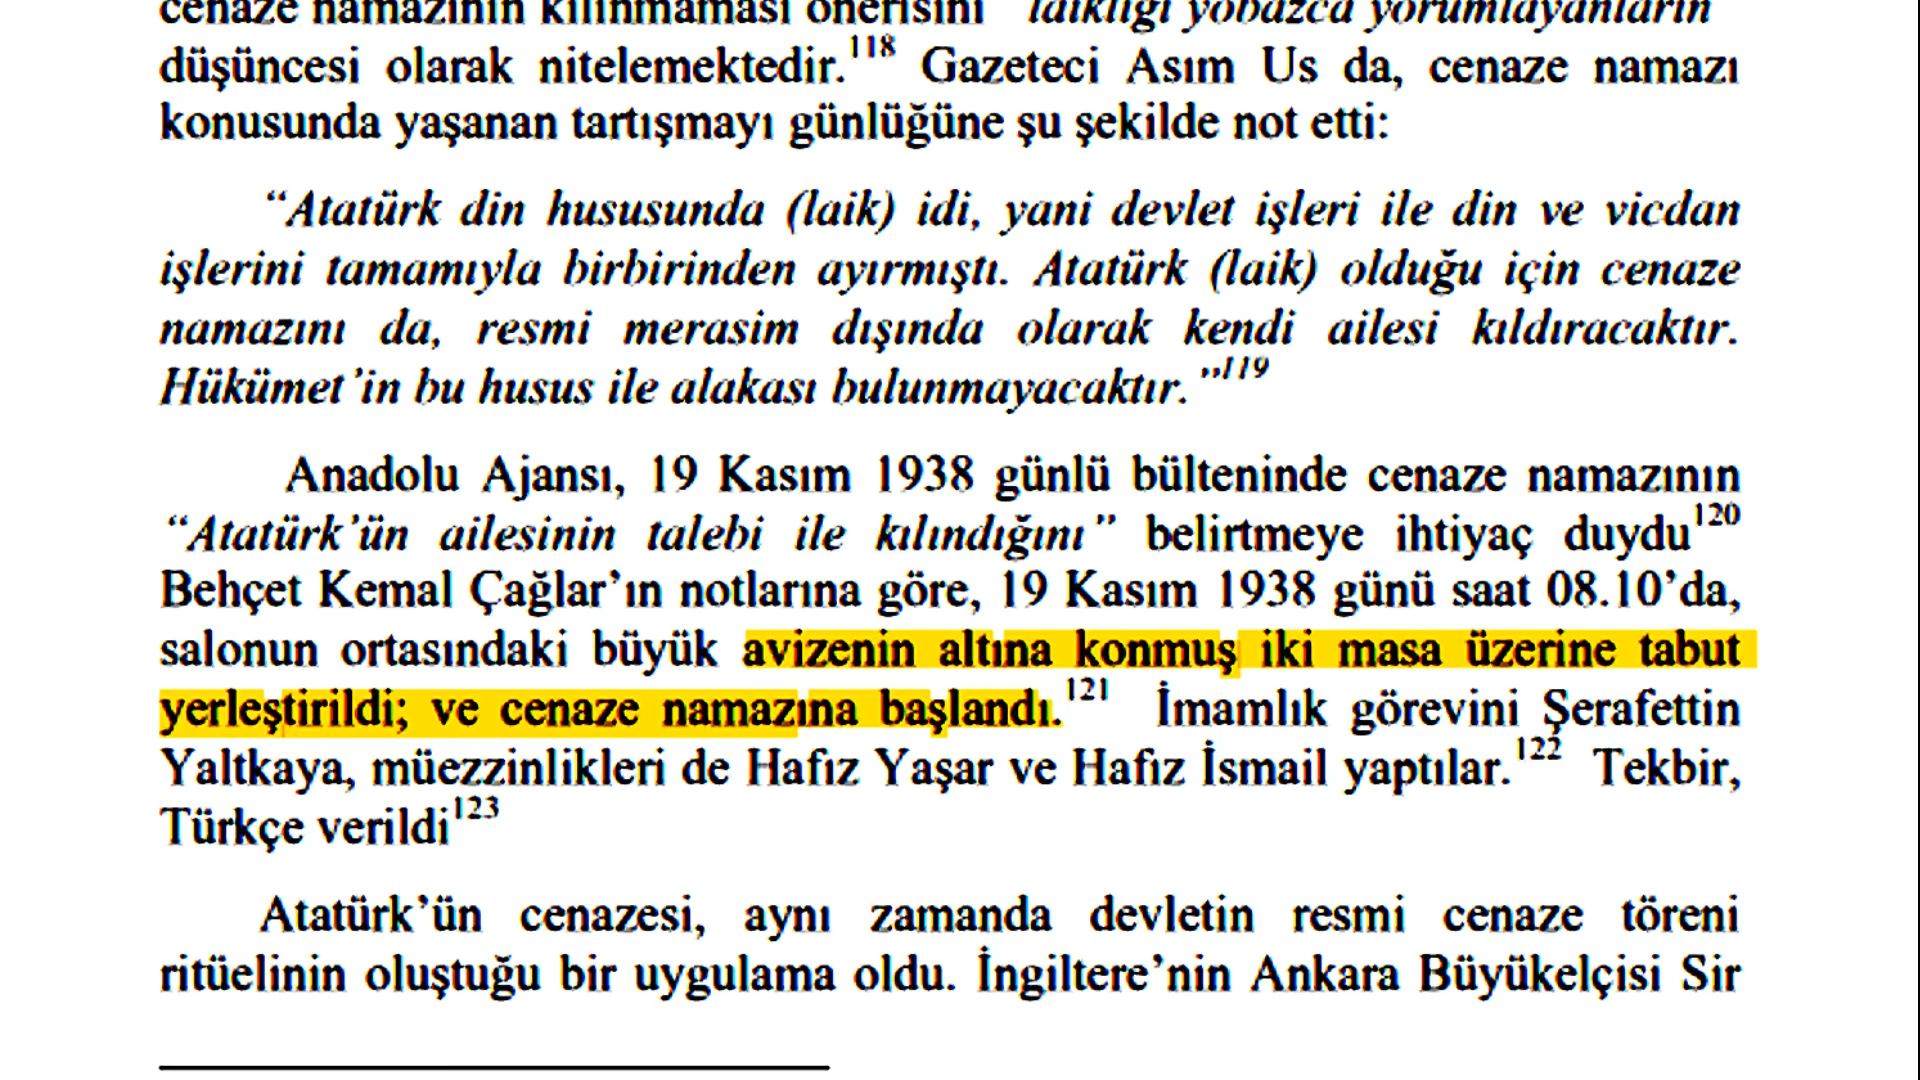 cenaze namazının kılınmaması önerisini “laikliği yobazca yorumlayanların”
düşüncesi olarak nitelemektedir.118 Gazeteci Asım Us da, cenaze namazı
konusunda yaşanan tartışmayı günlüğüne şu şekilde not etti:
“Atatürk din hususunda (laik) idi, yani devlet işleri ile din ve vicdan
işlerini tamamıyla birbirinden ayırmıştı. Atatürk (laik) olduğu için cenaze
namazını da, resmi merasim dışında olarak kendi ailesi kıldıracaktır.
Hükümet’in bu husus ile alakası bulunmayacaktır.”119
Anadolu Ajansı, 19 Kasım 1938 günlü bülteninde cenaze namazının
“Atatürk’ün ailesinin talebi ile kılındığını” belirtmeye ihtiyaç duydu120
Behçet Kemal Çağlar’ın notlarına göre, 19 Kasım 1938 günü saat 08.10’da,
salonun ortasındaki büyük avizenin altına konmuş iki masa üzerine tabut
yerleştirildi; ve cenaze namazına başlandı.121 İmamlık görevini Şerafettin
Yaltkaya, müezzinlikleri de Hafız Yaşar ve Hafız İsmail yaptılar.122 Tekbir,
Türkçe verildi123
Atatürk’ün cenazesi, aynı zamanda devletin resmi cenaze töreni
ritüelinin oluştuğu bir uygulama oldu. İngiltere’nin Ankara Büyükelçisi Sir